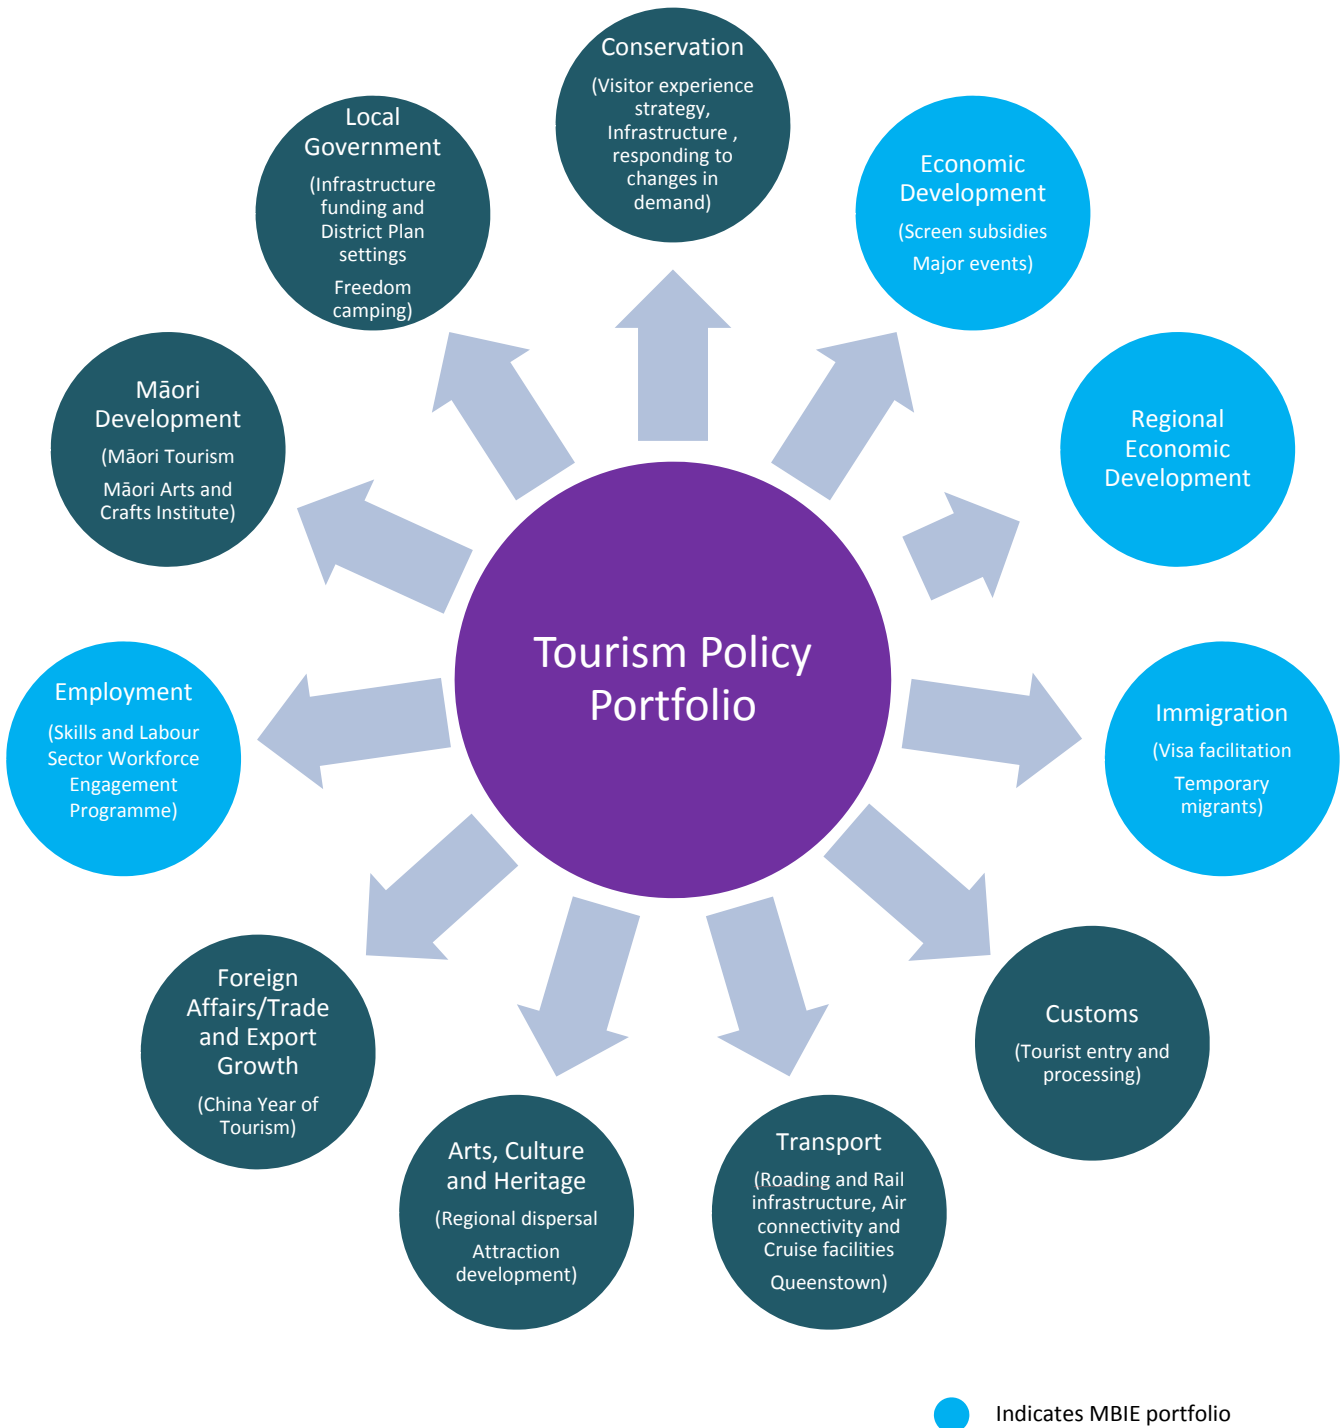 Conservation
(Visitor experience
strategy,
Infrastructure ,
responding to
changes in
demand)
Economic
Development
(Screen subsidies
Major events)
Regional
Economic
Development
Immigration
(Visa facilitation
Temporary
migrants)
Customs
(Tourist entry and
processing)
Transport
(Roading and Rail
infrastructure, Air
connectivity and
Cruise facilities
Queenstown)
Arts, Culture
and Heritage
(Regional dispersal
Attraction
development)
Foreign
Affairs/Trade
and Export
Growth
(China Year of
Tourism)
Employment
(Skills and Labour
Sector Workforce
Engagement
Programme)
Māori
Development
(Māori Tourism
Māori Arts and
Crafts Institute)
Local
Government
(Infrastructure
funding and
District Plan
settings
Freedom
camping)
Tourism Policy
Portfolio
Indicates MBIE portfolio